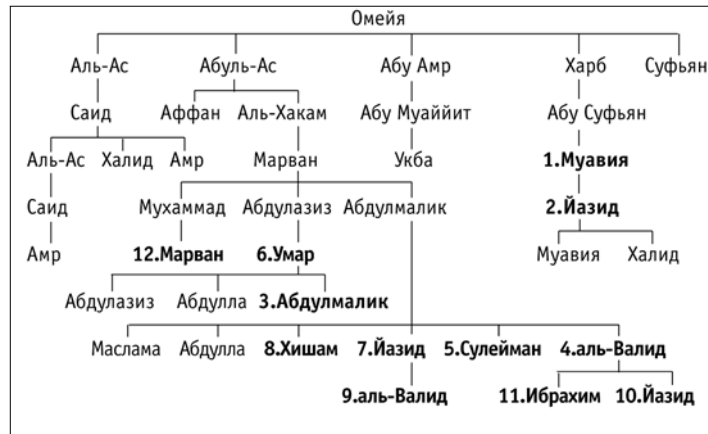 Омейя
Аль-Ас Абуль-Ас Абу Амр Харб Суфьян
Саид Аффан Аль-Хакам Абу Муаййит Абу Суфьян
Аль-Ас Халид Амр Марван Укба 1.Муавия
Саид Мухаммад Абдулазиз Абдулмалик 2.Йазид
Амр 12.Марван 6.Умар Муавия Халид
Абдулазиз Абдулла 3.Абдулмалик
Маслама Абдулла 8.Хишам 7.Йазид 5.Сулейман 4.аль-Валид
9.аль-Валид 11.Ибрахим 10.Йазид